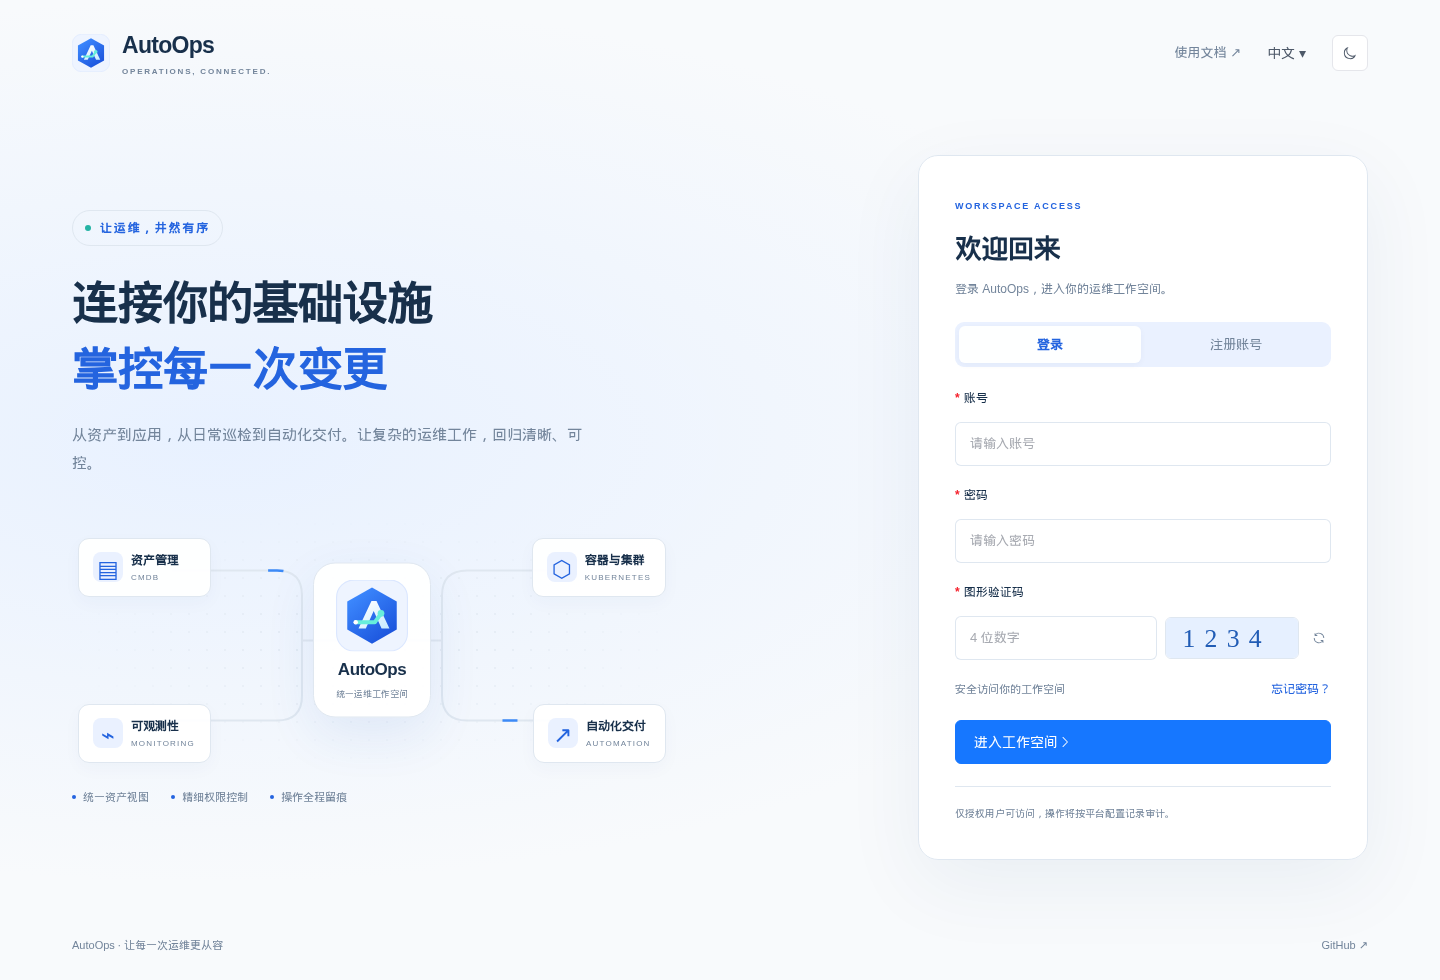 AutoOps
OPERATIONS, CONNECTED.
使用文档 ↗
中文 ▾
让运维，井然有序
连接你的基础设施
掌控每一次变更
从资产到应用，从日常巡检到自动化交付。让复杂的运维工作，回归清晰、可
控。
资产管理
CMDB
容器与集群
KUBERNETES
AutoOps
统一运维工作空间
可观测性
MONITORING
自动化交付
AUTOMATION
统一资产视图
精细权限控制
操作全程留痕
WORKSPACE ACCESS
欢迎回来
登录 AutoOps，进入你的运维工作空间。
登录
注册账号
* 账号
请输入账号
* 密码
请输入密码
* 图形验证码
4 位数字
1234
安全访问你的工作空间
忘记密码？
进入工作空间
仅授权用户可访问，操作将按平台配置记录审计。
AutoOps · 让每一次运维更从容
GitHub ↗